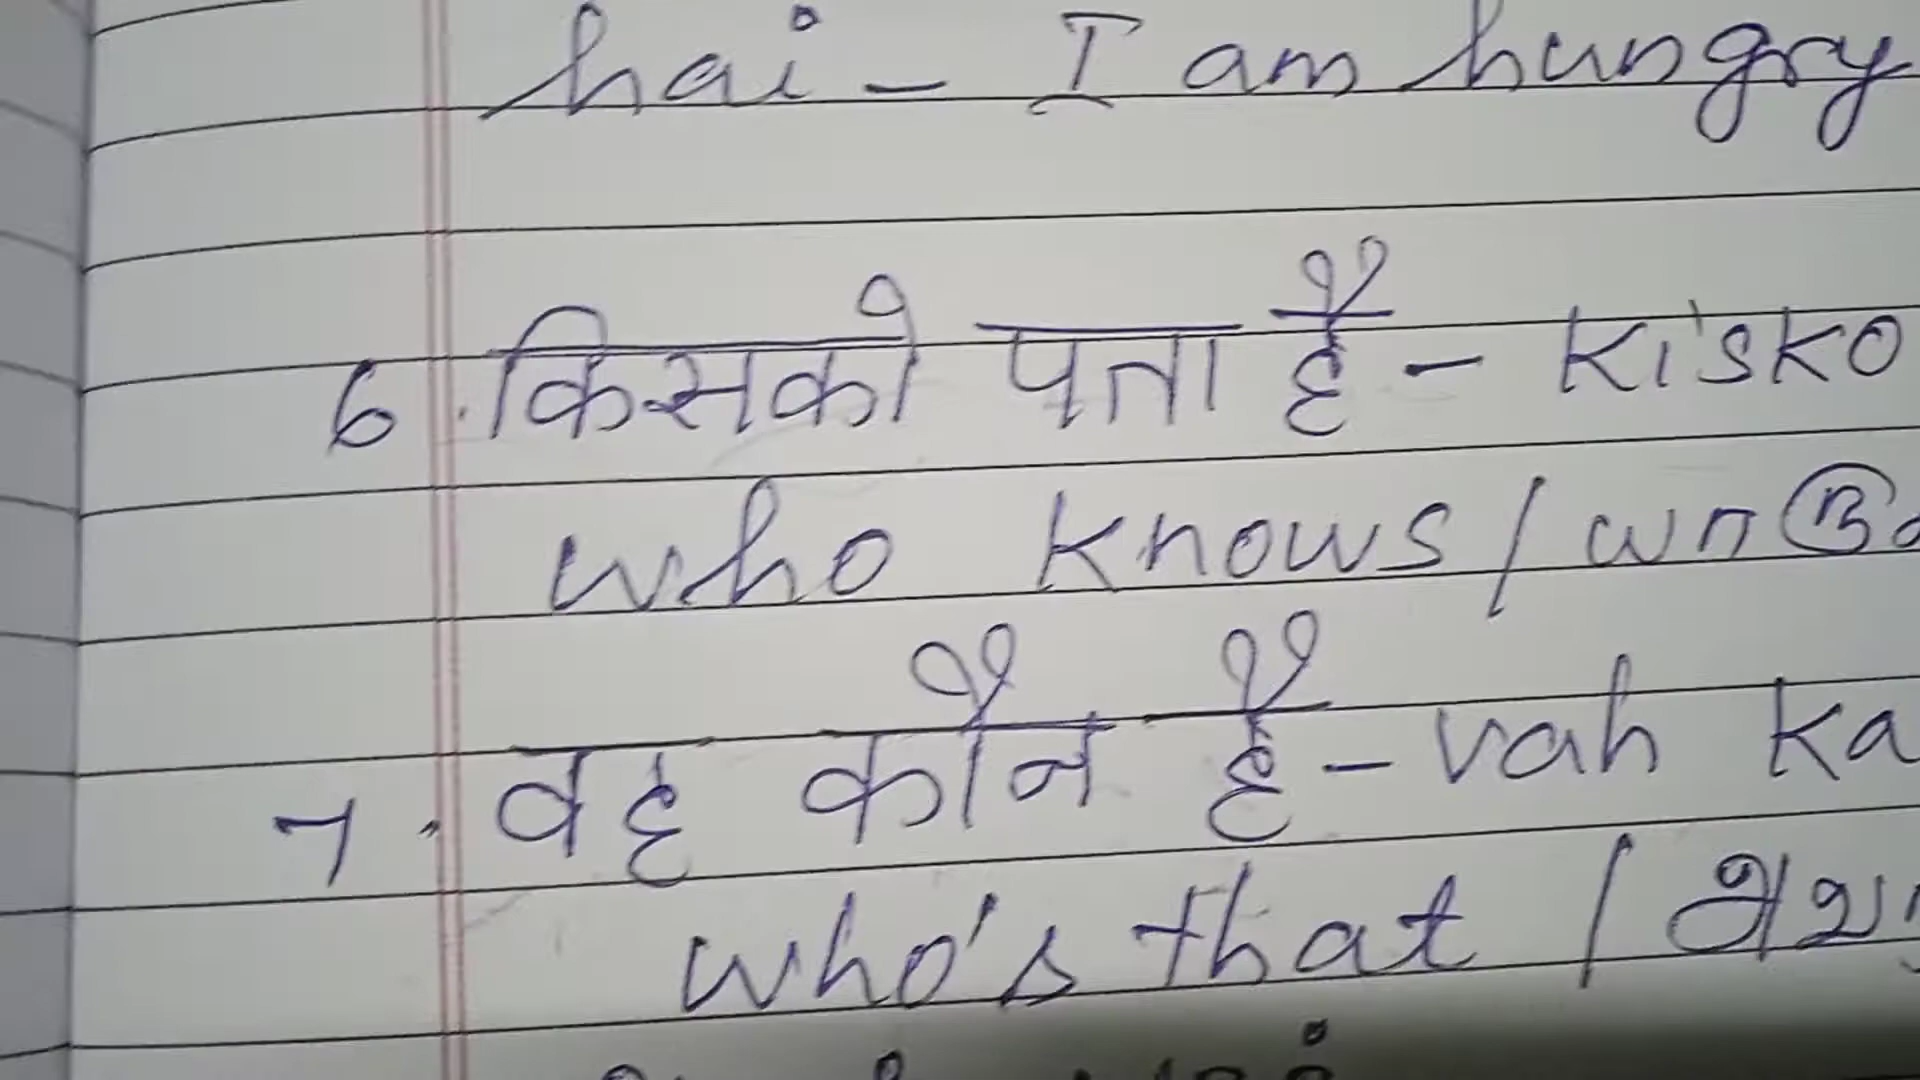 hai - I am hungry
6. किसको पता है - Kisko
who knows /
7. वह कौन है - vah ka
who's that /